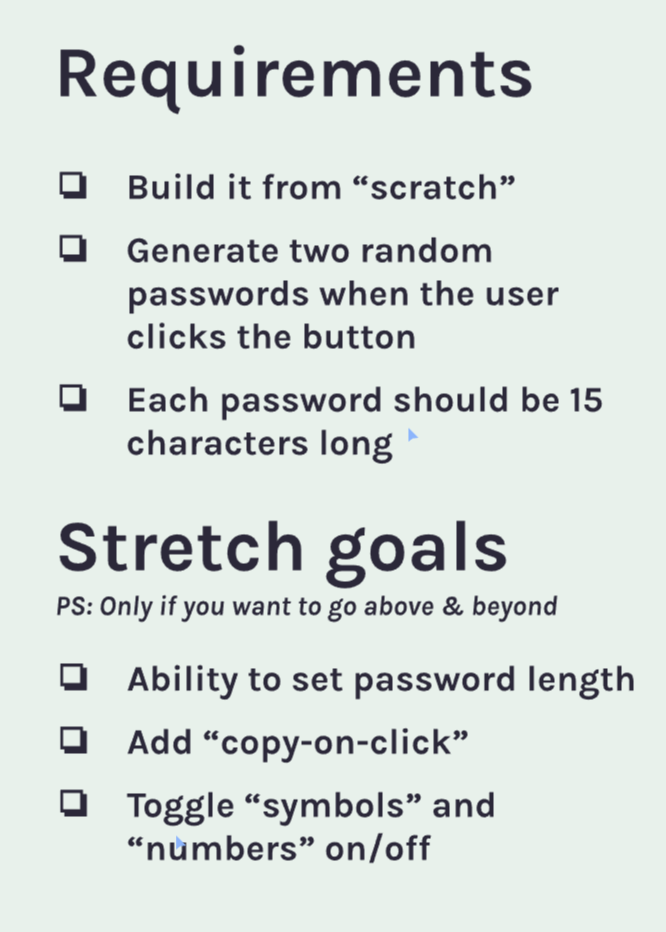 Requirements
Build it from “scratch”
Generate two random
passwords when the user
clicks the button
Each password should be 15
characters long
Stretch goals
PS: Only if you want to go above & beyond
Ability to set password length
Add “copy-on-click”
Toggle “symbols” and
“numbers” on/off